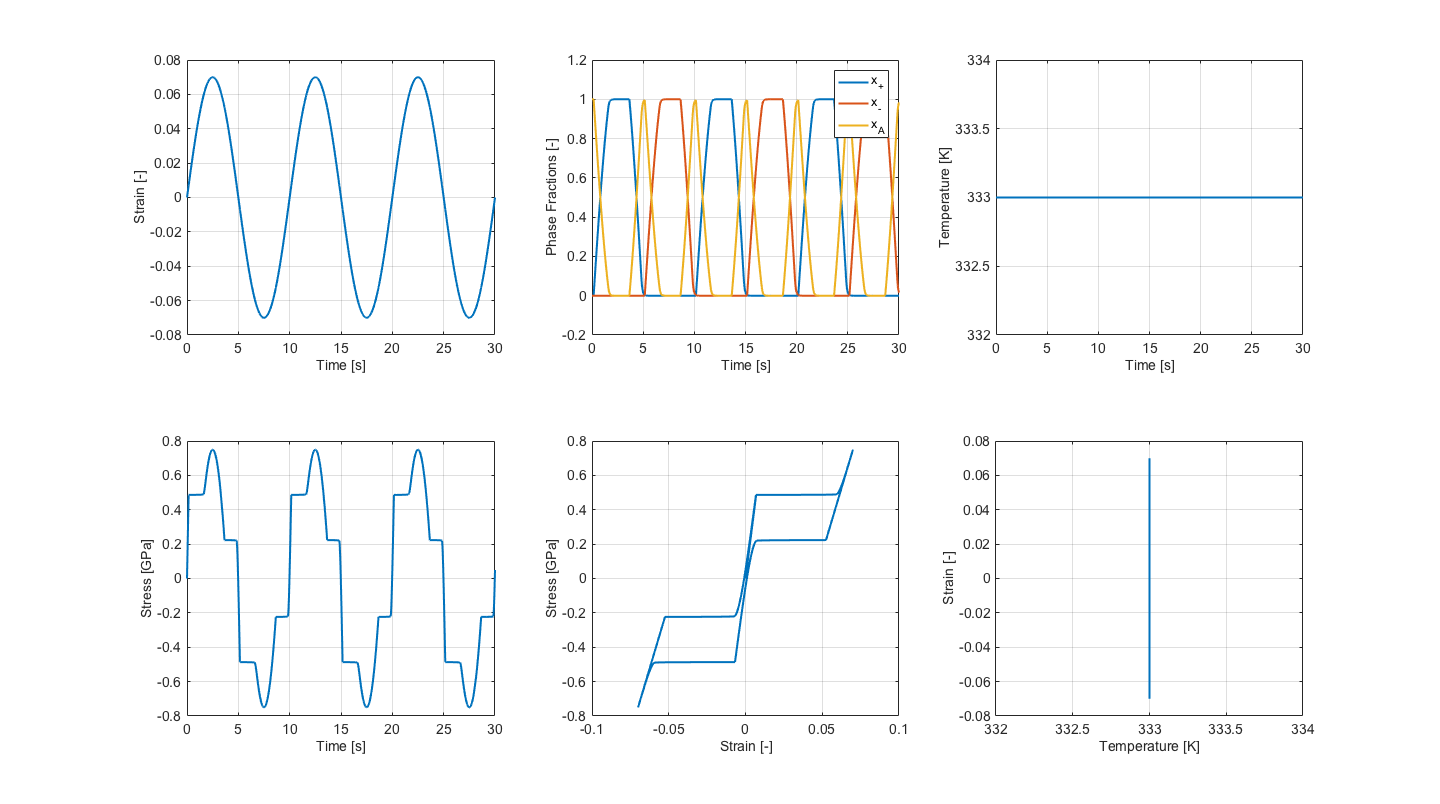 0.08
0.06
0.04
0.02
0
-0.02
-0.04
-0.06
-0.08
Strain [-]
0 5 10 15 20 25 30
Time [s]
1.2
1
0.8
0.6
0.4
0.2
0
-0.2
Phase Fractions [-]
x+
x-
xA
0 5 10 15 20 25 30
Time [s]
334
333.5
333
332.5
332
Temperature [K]
0 5 10 15 20 25 30
Time [s]
0.8
0.6
0.4
0.2
0
-0.2
-0.4
-0.6
-0.8
Stress [GPa]
0 5 10 15 20 25 30
Time [s]
0.8
0.6
0.4
0.2
0
-0.2
-0.4
-0.6
-0.8
Stress [GPa]
-0.1 -0.05 0 0.05 0.1
Strain [-]
0.08
0.06
0.04
0.02
0
-0.02
-0.04
-0.06
-0.08
Strain [-]
332 332.5 333 333.5 334
Temperature [K]